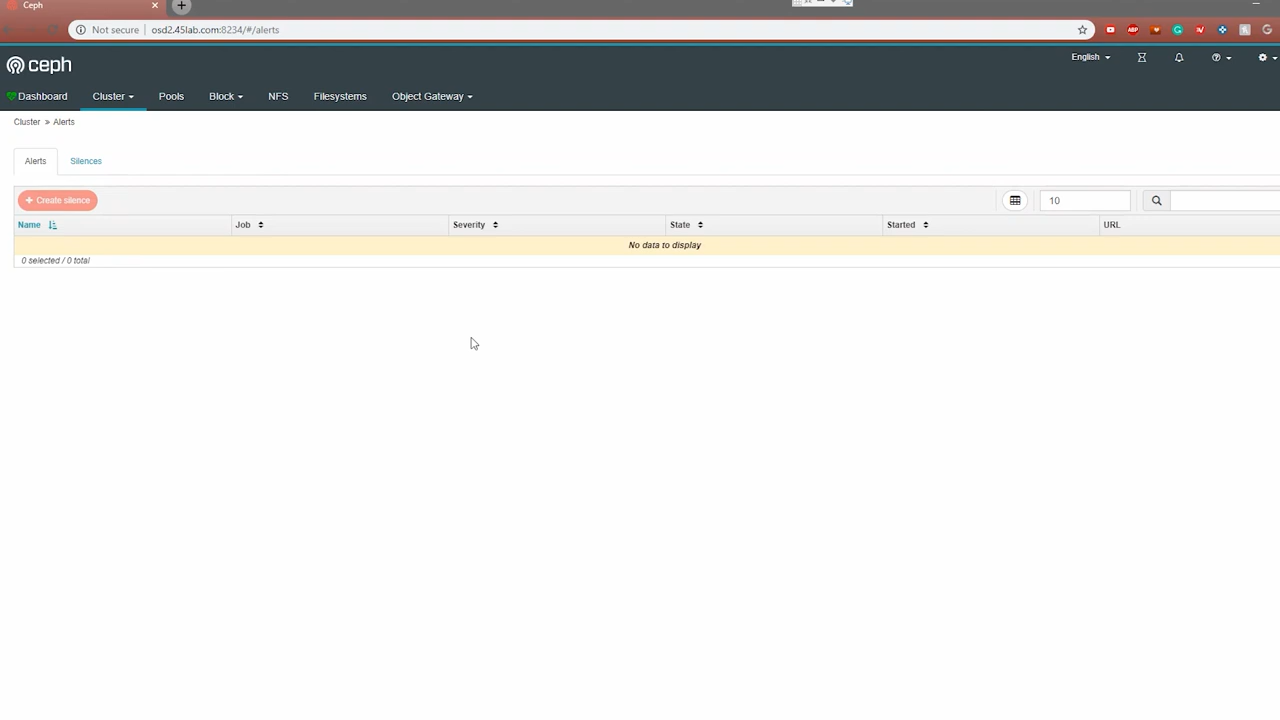 Ceph
Not secure osd2.45lab.com:8234/#/alerts
ceph
English
Dashboard Cluster Pools Block NFS Filesystems Object Gateway
Cluster » Alerts
Alerts Silences
+ Create silence 10
Name Job Severity State Started URL
No data to display
0 selected / 0 total